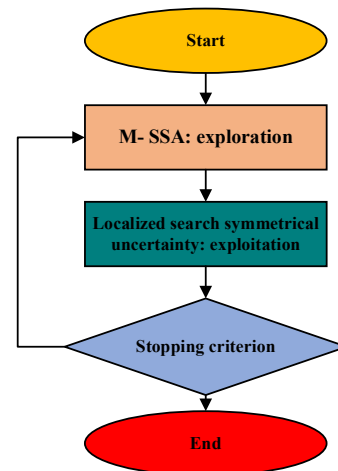 Start
M- SSA: exploration
Localized search symmetrical
uncertainty: exploitation
Stopping criterion
End